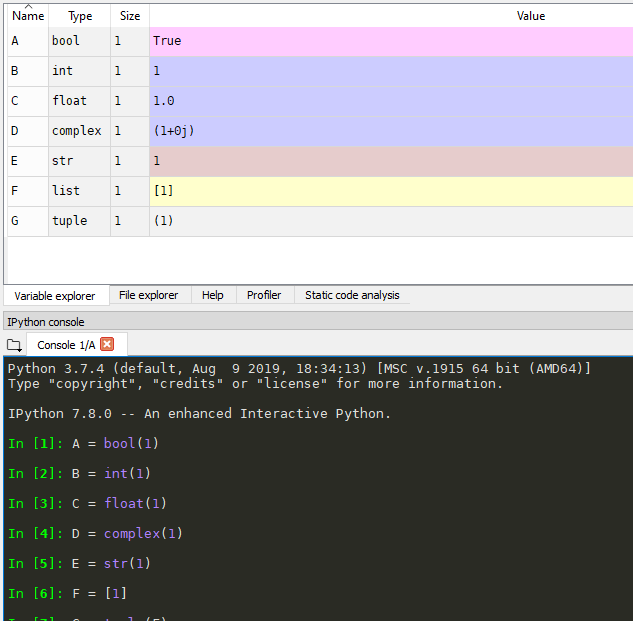 Name Type Size Value
A bool 1 True
B int 1 1
C float 1 1.0
D complex 1 (1+0j)
E str 1 1
F list 1 [1]
G tuple 1 (1)
Variable explorer File explorer Help Profiler Static code analysis
IPython console
Console 1/A
Python 3.7.4 (default, Aug  9 2019, 18:34:13) [MSC v.1915 64 bit (AMD64)]
Type "copyright", "credits" or "license" for more information.
IPython 7.8.0 -- An enhanced Interactive Python.
In [1]: A = bool(1)
In [2]: B = int(1)
In [3]: C = float(1)
In [4]: D = complex(1)
In [5]: E = str(1)
In [6]: F = [1]